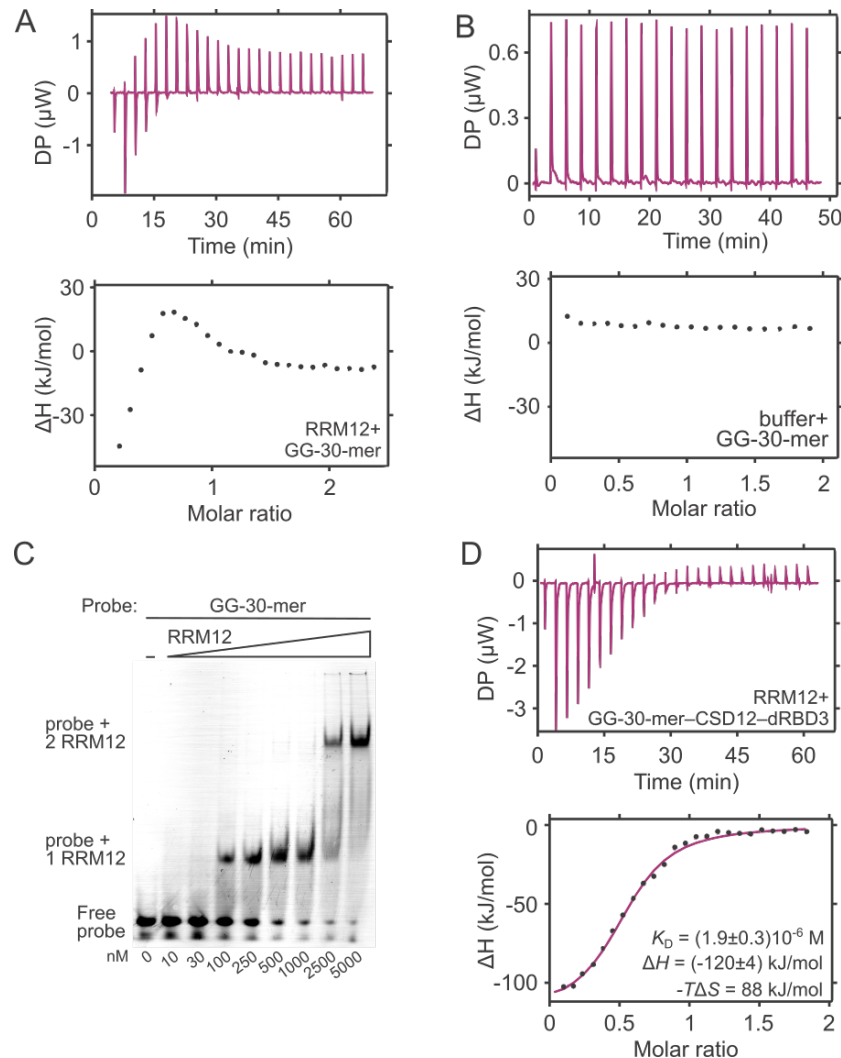 A
1
0
-1
DP (µW)
0
15
30
45
60
Time (min)
30
0
-30
ΔH (kJ/mol)
RRM12+
GG-30-mer
0
1
2
Molar ratio
B
0.6
0.3
0
DP (µW)
0
10
20
30
40
50
Time (min)
30
0
-30
ΔH (kJ/mol)
buffer+
GG-30-mer
0
0.5
1
1.5
2
Molar ratio
C
Probe:
GG-30-mer
RRM12
probe +
2 RRM12
probe +
1 RRM12
Free
probe
nM
0
10
30
100
250
500
1000
2500
5000
D
0
-1
-2
-3
DP (µW)
RRM12+
GG-30-mer–CSD12–dRBD3
0
15
30
45
60
Time (min)
0
-50
-100
ΔH (kJ/mol)
K_D = (1.9±0.3)10⁻⁶ M
ΔH = (-120±4) kJ/mol
-TΔS = 88 kJ/mol
0
0.5
1
1.5
2
Molar ratio